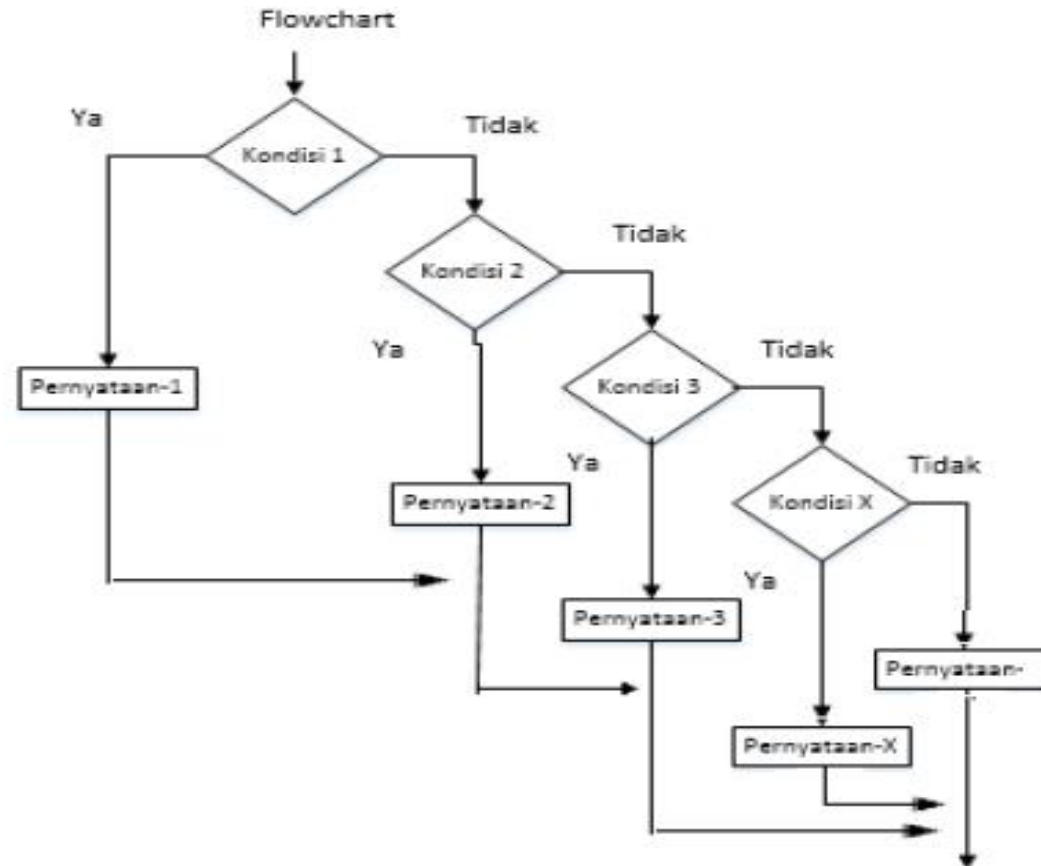 Flowchart
Ya
Tidak
Kondisi 1
Tidak
Kondisi 2
Ya
Tidak
Pernyataan-1
Kondisi 3
Ya
Tidak
Pernyataan-2
Kondisi X
Ya
Pernyataan-3
Pernyataan-
Pernyataan-X